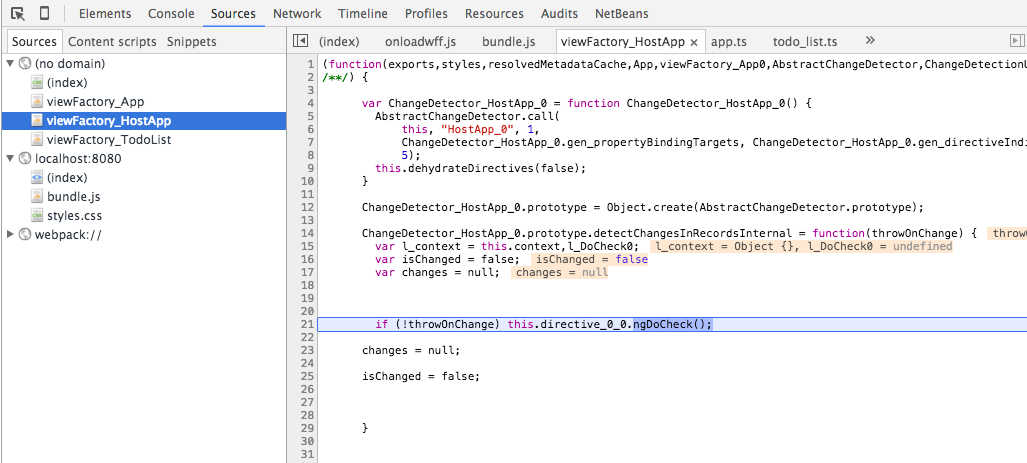 Elements Console Sources Network Timeline Profiles Resources Audits NetBeans
Sources Content scripts Snippets
(index) onloadwff.js bundle.js viewFactory_HostApp × app.ts todo_list.ts »
(no domain)
(index)
viewFactory_App
viewFactory_HostApp
viewFactory_TodoList
localhost:8080
(index)
bundle.js
styles.css
webpack://
1 (function(exports,styles,resolvedMetadataCache,App,viewFactory_App0,AbstractChangeDetector,ChangeDetectionU
2 /**/) {
3
4 var ChangeDetector_HostApp_0 = function ChangeDetector_HostApp_0() {
5 AbstractChangeDetector.call(
6 this, "HostApp_0", 1,
7 ChangeDetector_HostApp_0.gen_propertyBindingTargets, ChangeDetector_HostApp_0.gen_directiveIndi
8 5);
9 this.dehydrateDirectives(false);
10 }
11
12 ChangeDetector_HostApp_0.prototype = Object.create(AbstractChangeDetector.prototype);
13
14 ChangeDetector_HostApp_0.prototype.detectChangesInRecordsInternal = function(throwOnChange) { throwO
15 var l_context = this.context,l_DoCheck0; l_context = Object {}, l_DoCheck0 = undefined
16 var isChanged = false; isChanged = false
17 var changes = null; changes = null
18
19
20
21 if (!throwOnChange) this.directive_0_0.ngDoCheck();
22
23 changes = null;
24
25 isChanged = false;
26
27
28
29 }
30
31